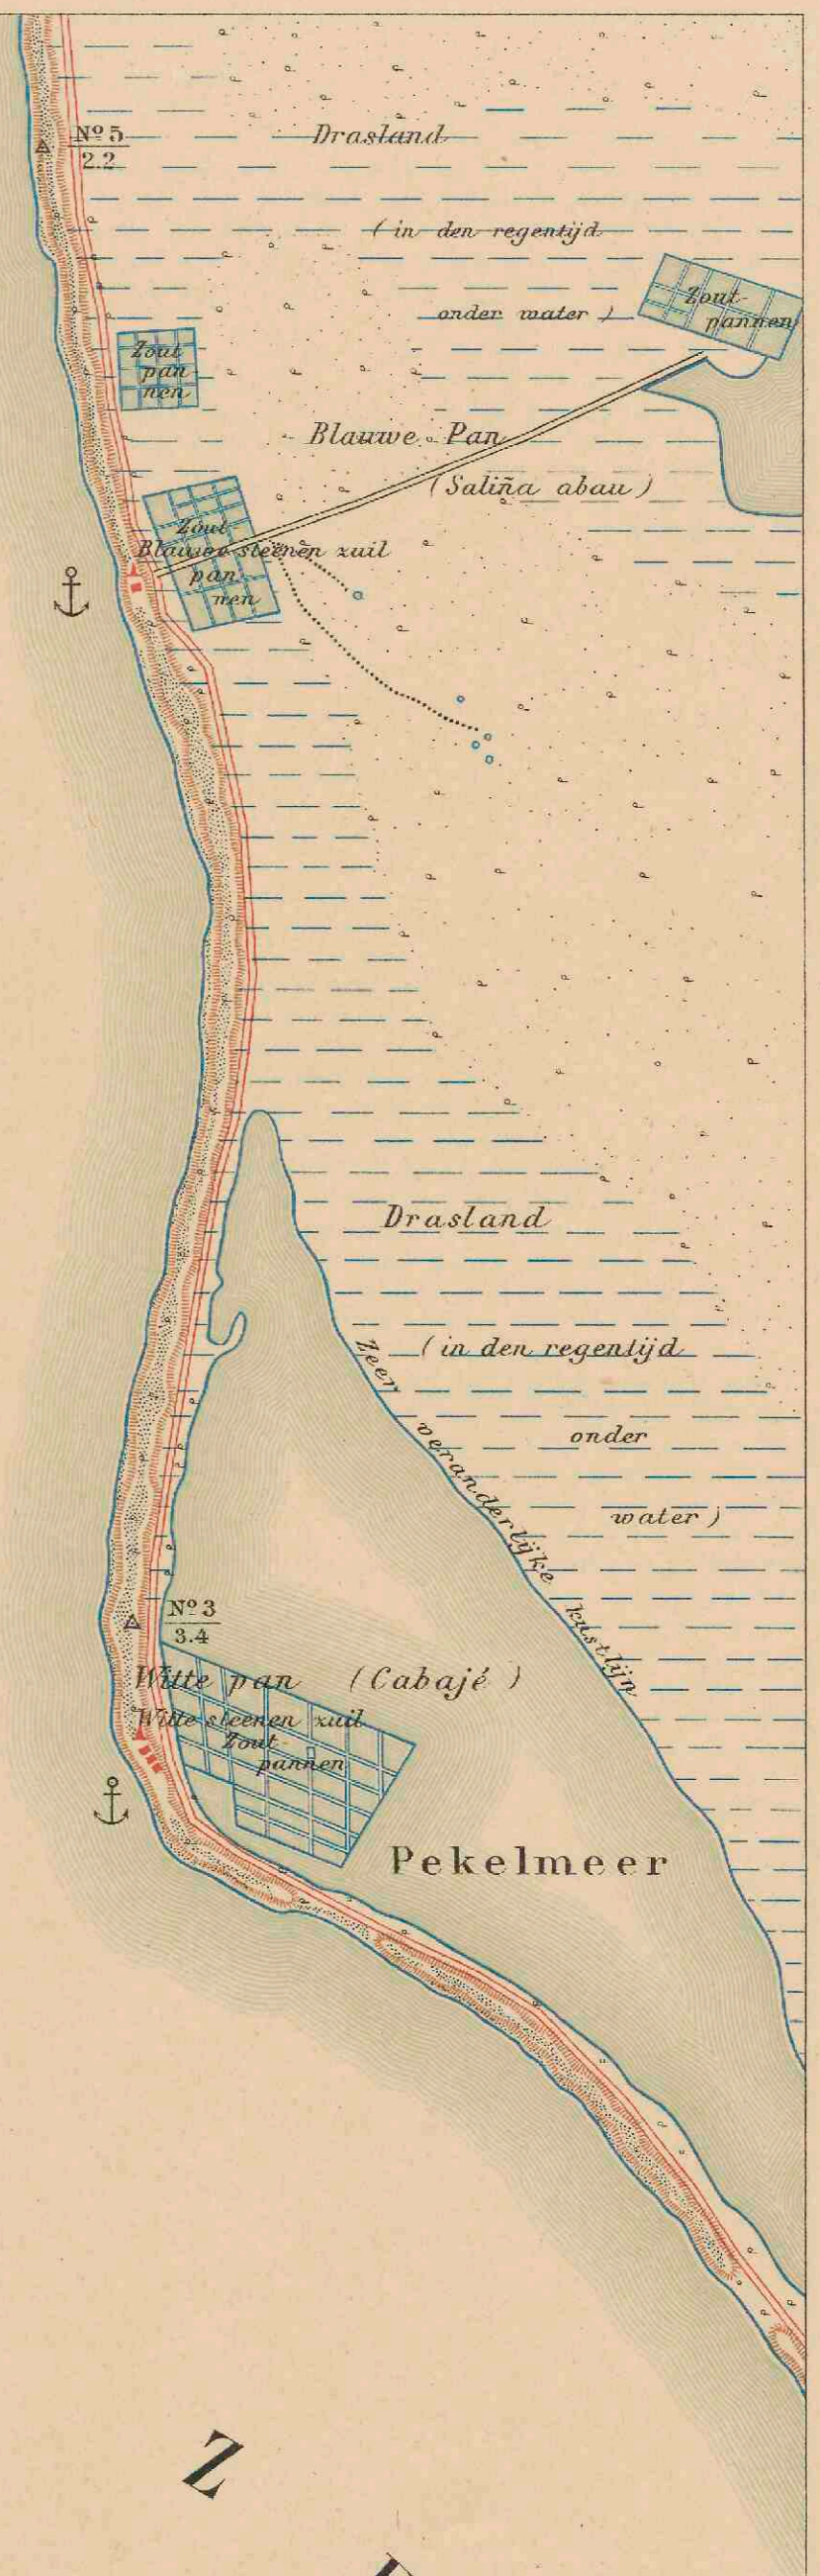 Nº 5
2.2
Drasland
(in den regentijd
onder water)
Zout-
pannen
Zout
pan
nen
Blauwe Pan
(Saliña abau)
Zout
Blauwe steenen zuil
pan
nen
Drasland
(in den regentijd
onder
water)
Zeer veranderlijke kustlijn
Nº 3
3.4
Witte pan (Cabajé)
Witte steenen zuil
Zout-
pannen
Pekelmeer
Z